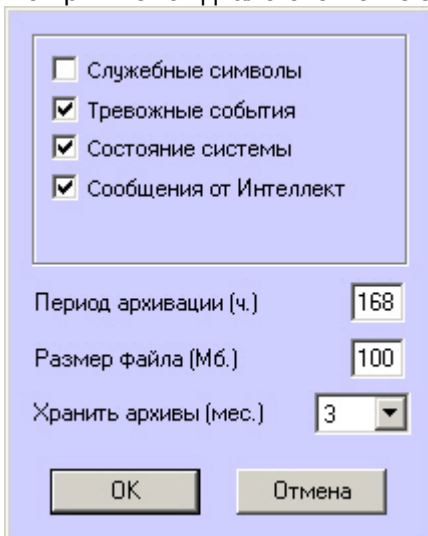 Служебные символы
Тревожные события
Состояние системы
Сообщения от Интеллект
Период архивации (ч.) 168
Размер файла (Мб.) 100
Хранить архивы (мес.) 3
OK Отмена